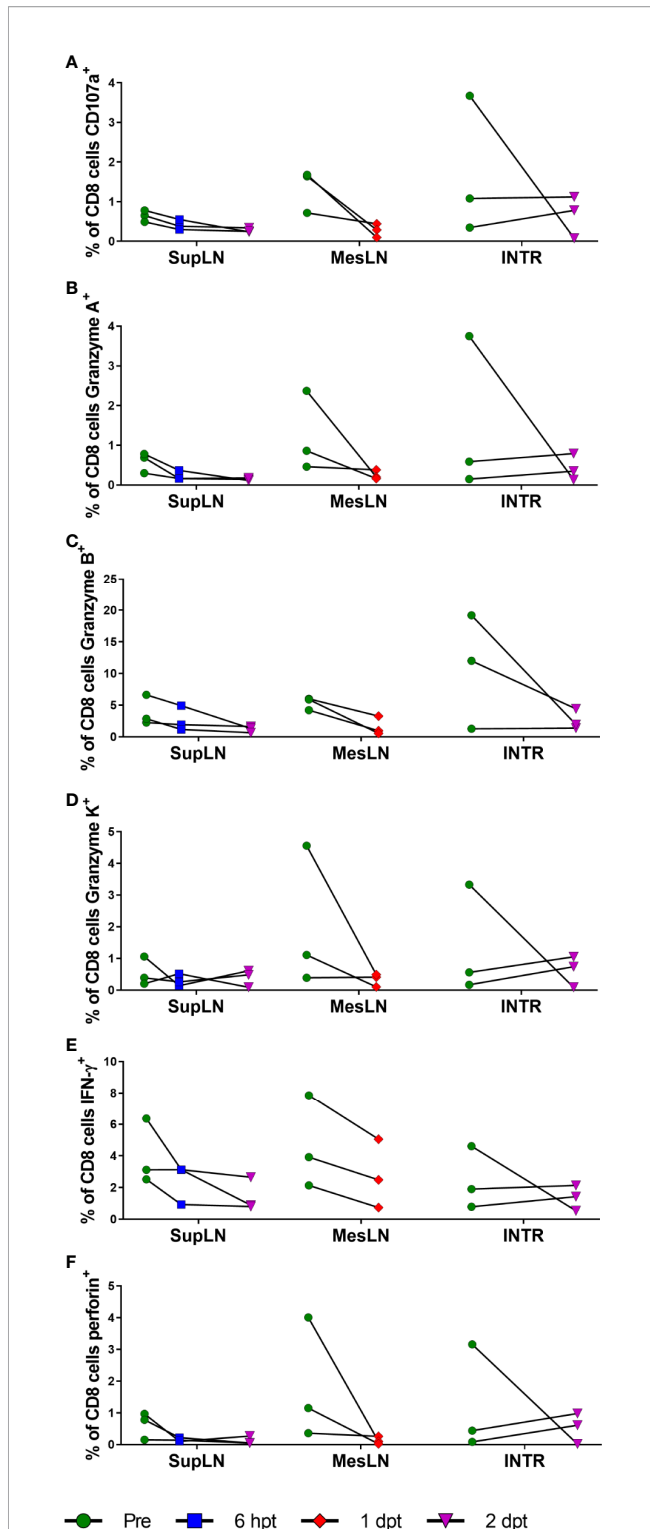 A
% of CD8 cells CD107a+
4
3
2
1
0
SupLN MesLN INTR
B
% of CD8 cells Granzyme A+
4
3
2
1
0
SupLN MesLN INTR
C
% of CD8 cells Granzyme B+
25
20
15
10
5
0
SupLN MesLN INTR
D
% of CD8 cells Granzyme K+
5
4
3
2
1
0
SupLN MesLN INTR
E
% of CD8 cells IFN-γ+
10
8
6
4
2
0
SupLN MesLN INTR
F
% of CD8 cells perforin+
5
4
3
2
1
0
SupLN MesLN INTR
Pre 6 hpt 1 dpt 2 dpt